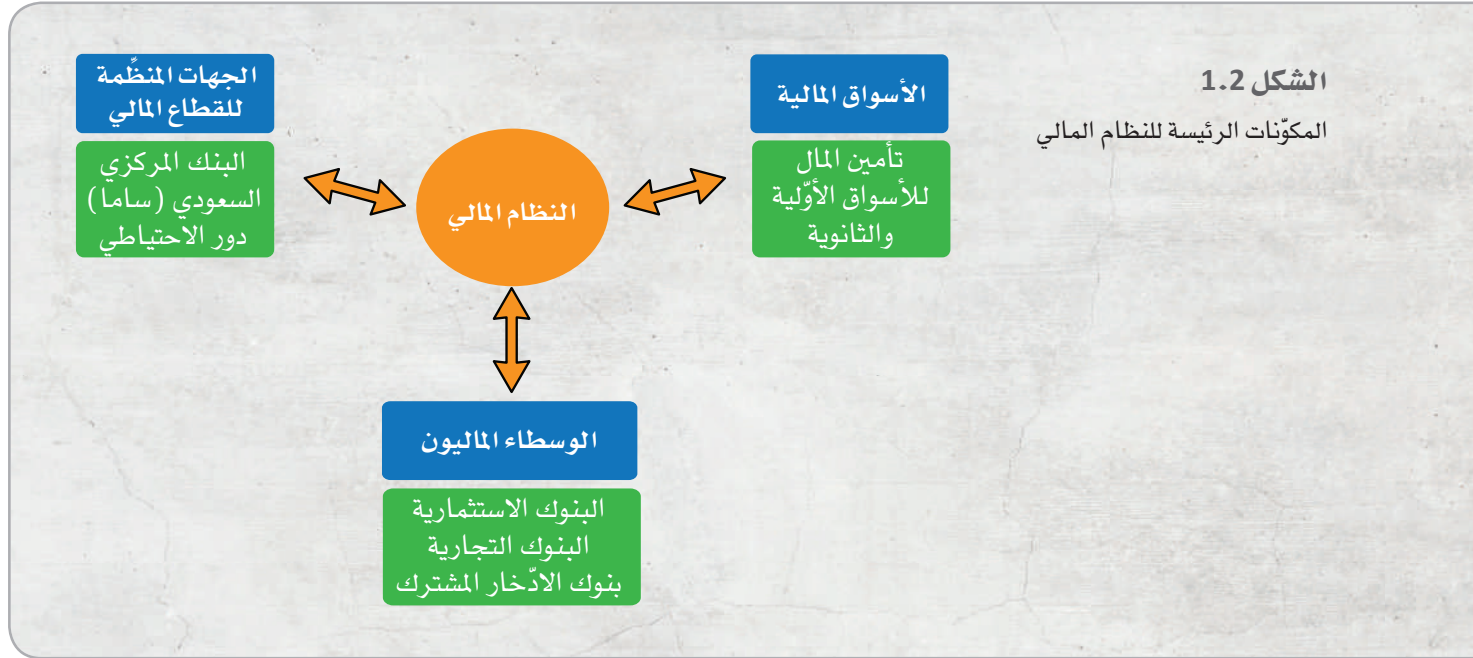 الشكل 1.2
المكوّنات الرئيسة للنظام المالي
الأسواق المالية
تأمين المال
للأسواق الأوّلية
والثانوية
النظام المالي
الجهات المنظِّمة
للقطاع المالي
البنك المركزي
السعودي (ساما)
دور الاحتياطي
الوسطاء الماليون
البنوك الاستثمارية
البنوك التجارية
بنوك الادّخار المشترك